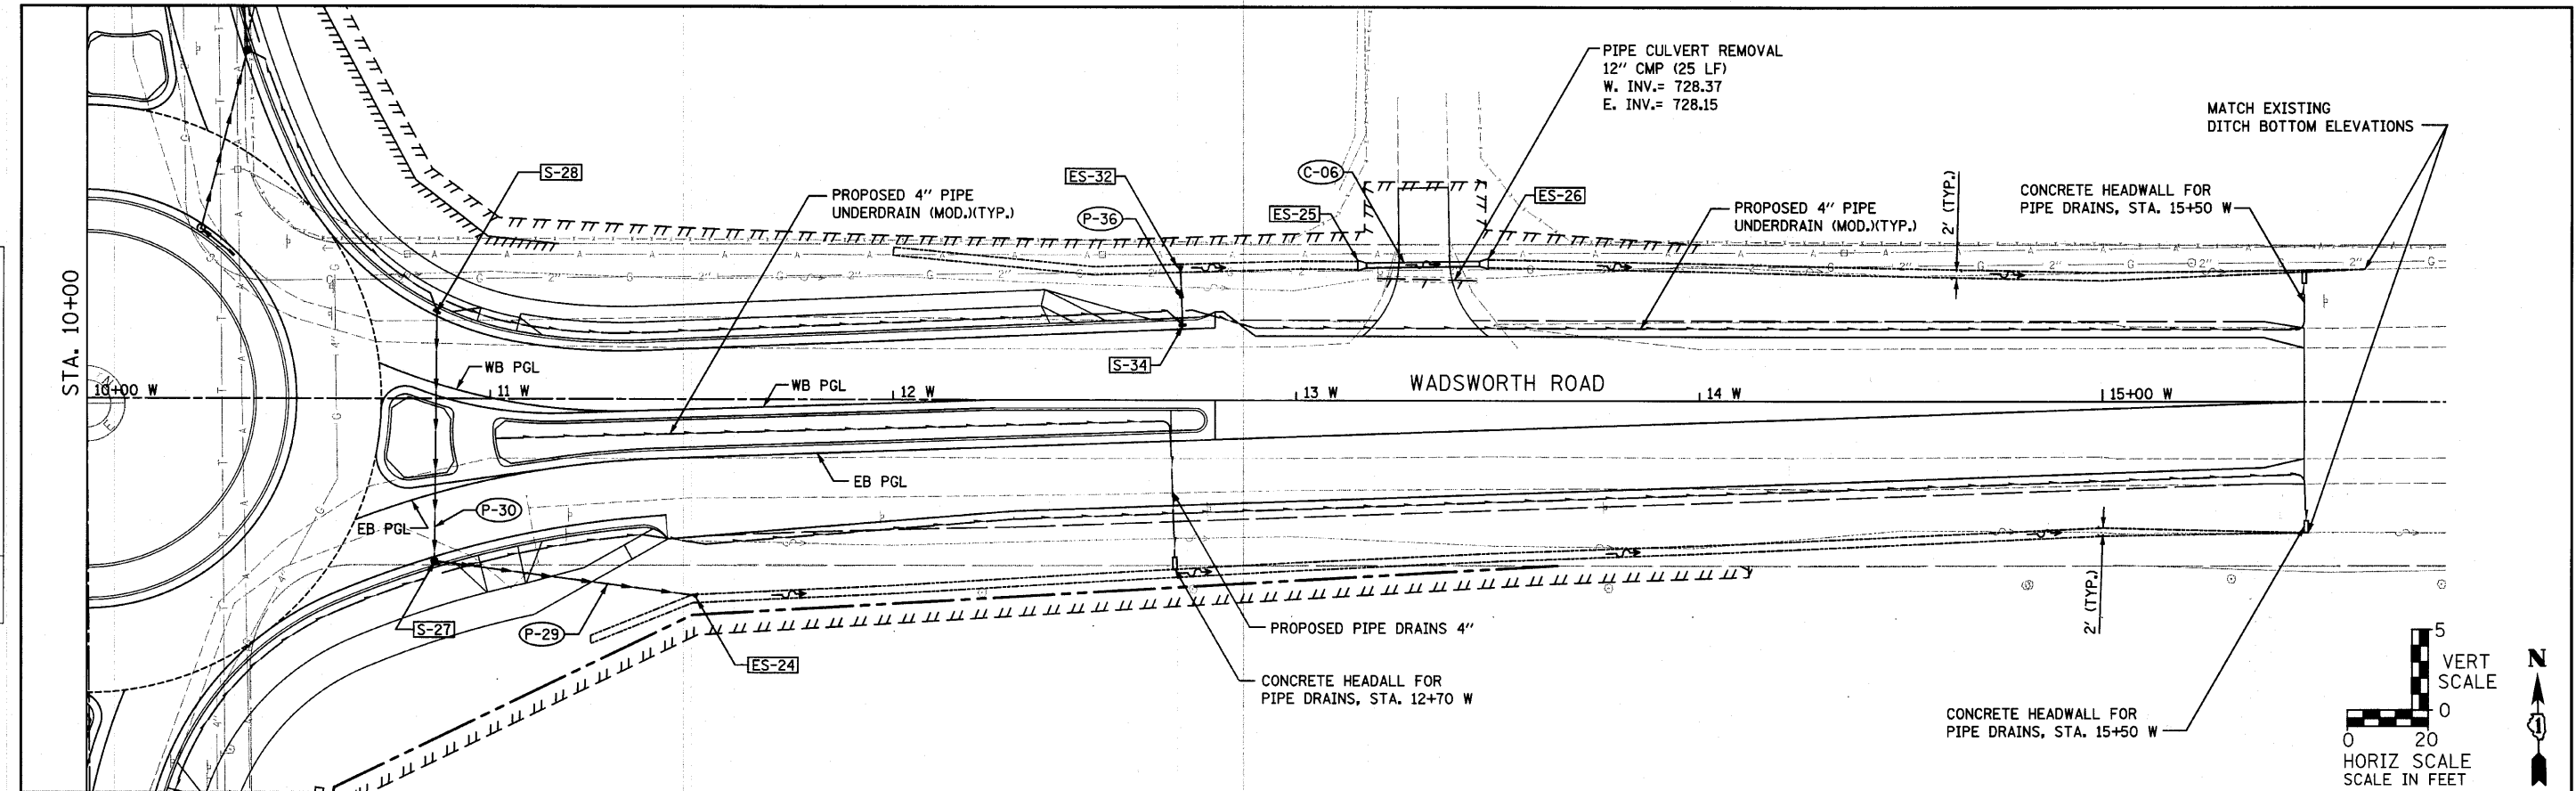 PIPE CULVERT REMOVAL
12" CMP (25 LF)
W. INV.= 728.37
E. INV.= 728.15
MATCH EXISTING
DITCH BOTTOM ELEVATIONS
S-28
PROPOSED 4" PIPE
UNDERDRAIN (MOD.)(TYP.)
ES-32
P-36
C-06
ES-25
ES-26
PROPOSED 4" PIPE
UNDERDRAIN (MOD.)(TYP.)
2' (TYP.)
CONCRETE HEADWALL FOR
PIPE DRAINS, STA. 15+50 W
S-34
STA. 10+00
10+00 W
WB PGL
11 W
WB PGL
12 W
13 W
WADSWORTH ROAD
14 W
15+00 W
EB PGL
EB PGL
P-30
S-27
P-29
ES-24
PROPOSED PIPE DRAINS 4"
CONCRETE HEADALL FOR
PIPE DRAINS, STA. 12+70 W
2' (TYP.)
CONCRETE HEADWALL FOR
PIPE DRAINS, STA. 15+50 W
5
VERT
SCALE
0
0 20
HORIZ SCALE
SCALE IN FEET
N
1